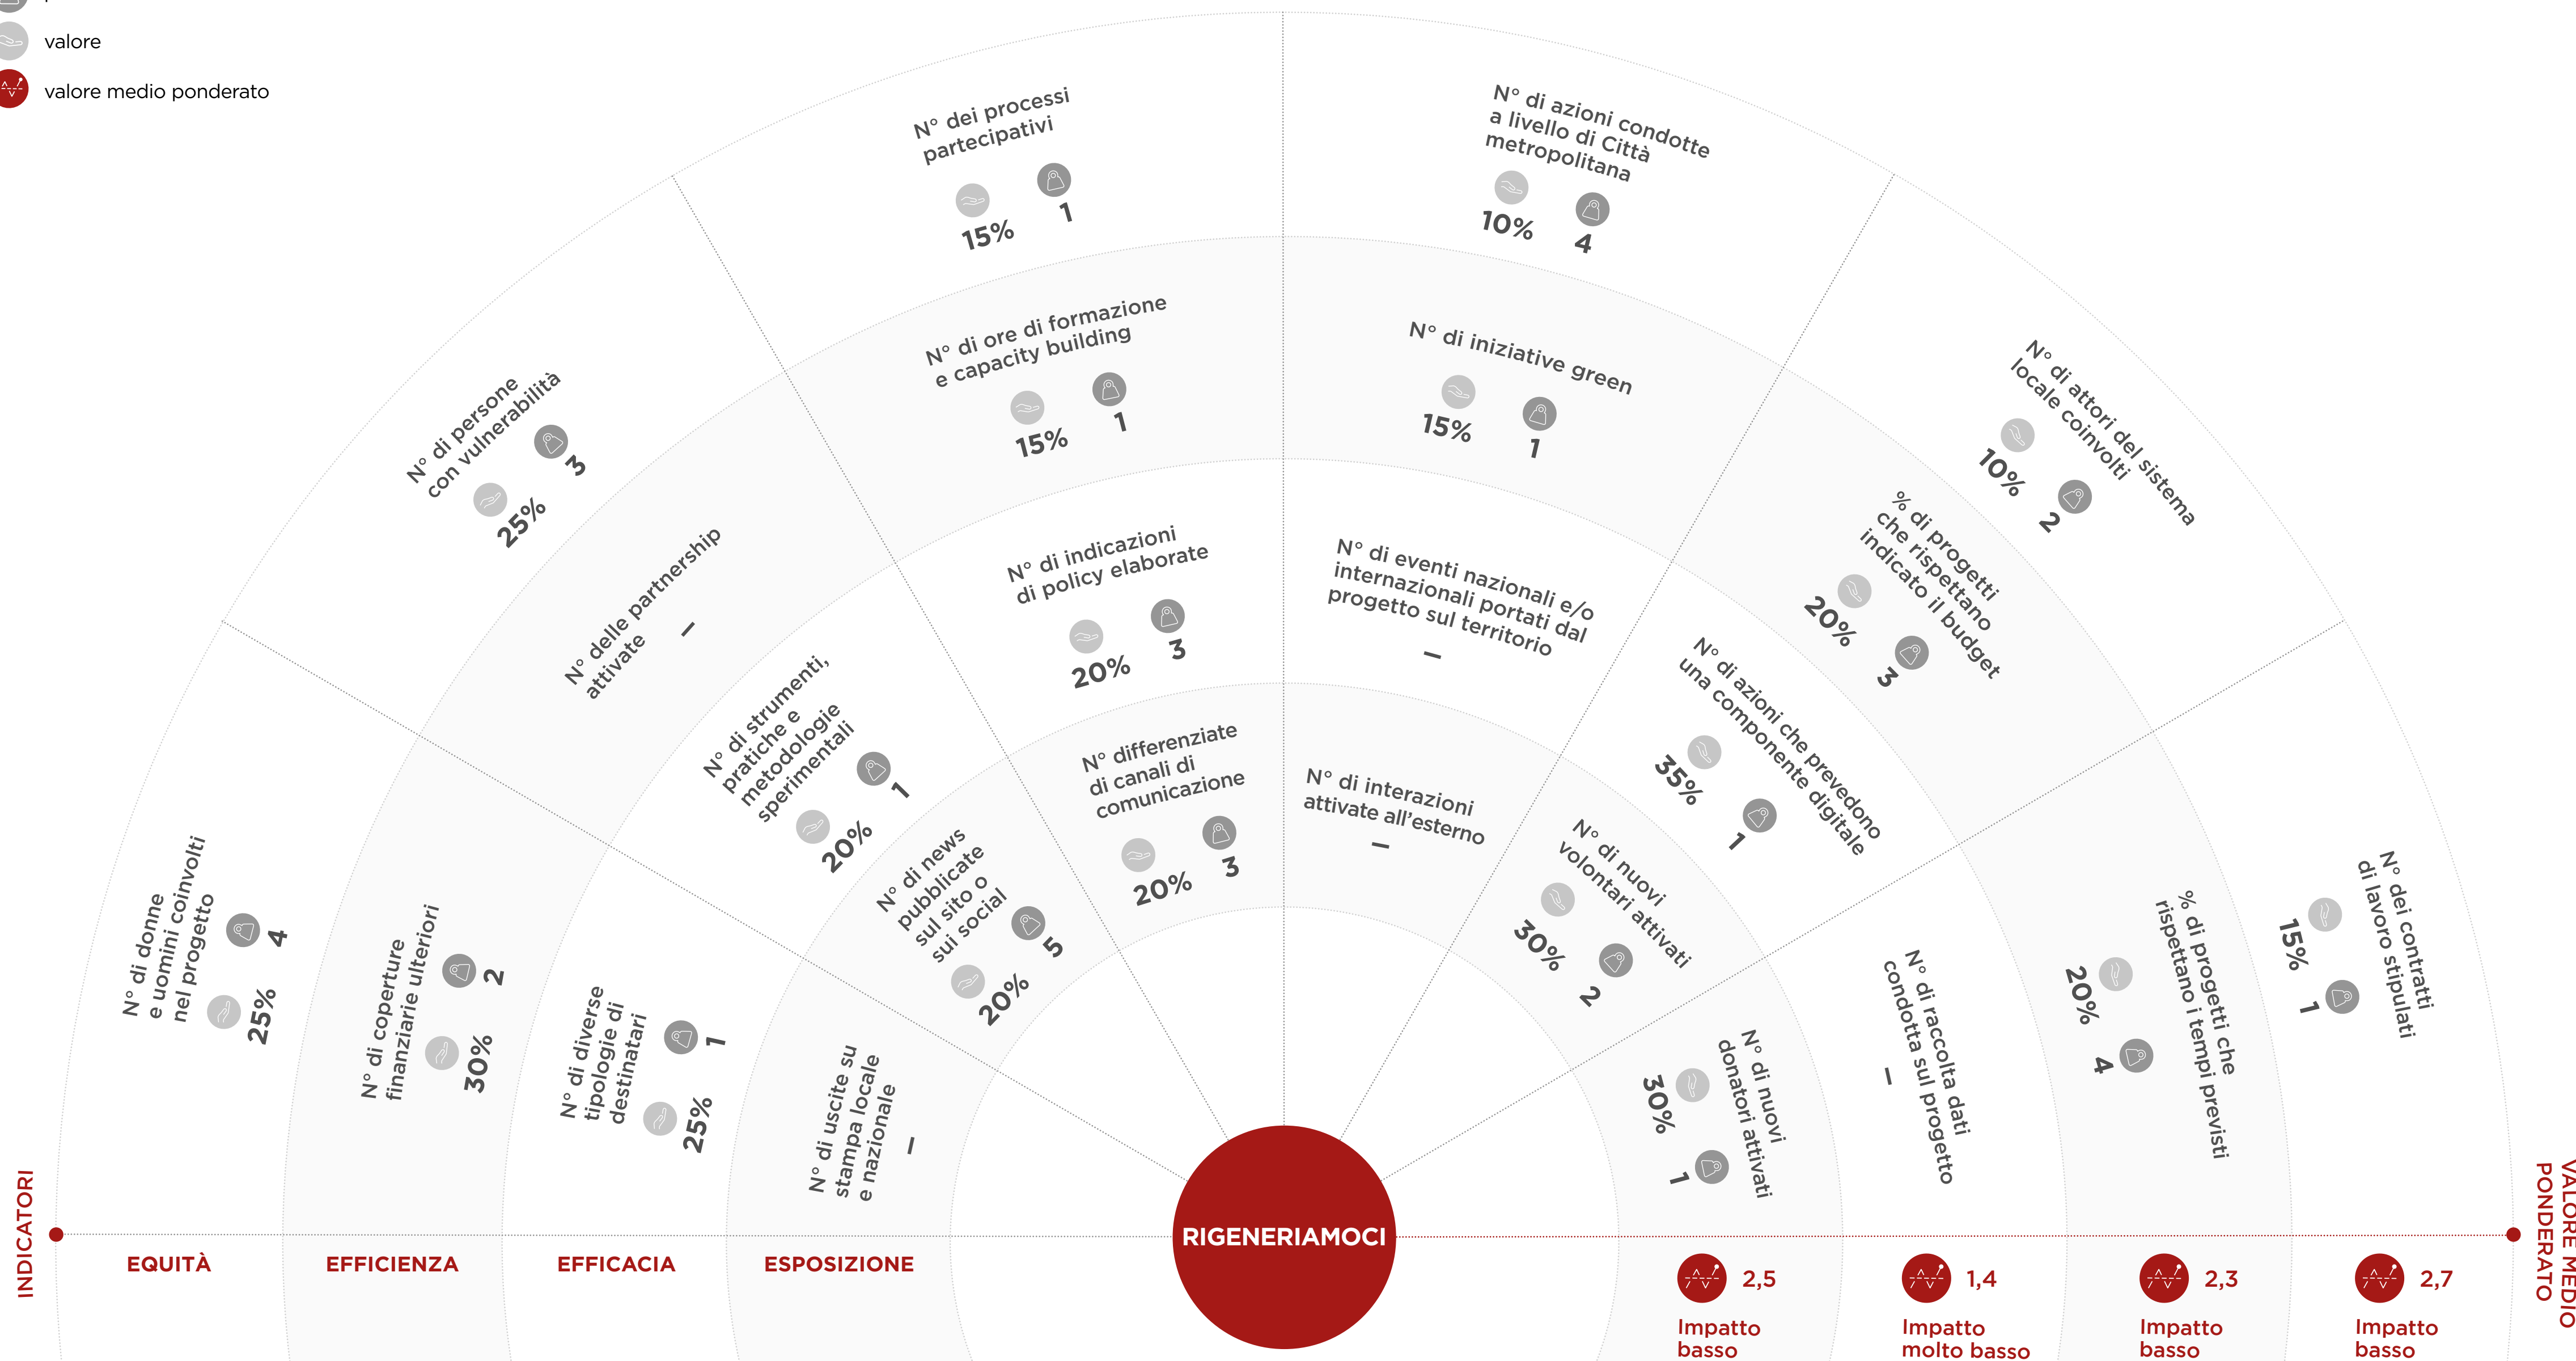 valore
valore medio ponderato
N° dei processi
partecipativi
15%
1
N° di azioni condotte
a livello di Città
metropolitana
10%
4
N° di persone
con vulnerabilità
25%
3
N° di attori del sistema
locale coinvolti
10%
2
N° di donne
e uomini coinvolti
nel progetto
25%
4
N° dei contratti
di lavoro stipulati
15%
1
N° di ore di formazione
e capacity building
15%
1
N° di iniziative green
15%
1
N° delle partnership
attivate
–
% di progetti
che rispettano
indicato il budget
20%
3
N° di coperture
finanziarie ulteriori
30%
2
% di progetti che
rispettano i tempi previsti
20%
4
N° di indicazioni
di policy elaborate
20%
3
N° di eventi nazionali e/o
internazionali portati dal
progetto sul territorio
–
N° di strumenti,
pratiche e
metodologie
sperimentali
20%
1
N° di azioni che prevedono
una componente digitale
35%
1
N° di diverse
tipologie di
destinatari
25%
1
N° di raccolta dati
condotta sul progetto
–
N° differenziate
di canali di
comunicazione
20%
3
N° di interazioni
attivate all'esterno
–
N° di news
pubblicate
sul sito o
sui social
20%
5
N° di nuovi
volontari attivati
30%
2
N° di uscite su
stampa locale
e nazionale
–
N° di nuovi
donatori attivati
30%
1
INDICATORI
EQUITÀ
EFFICIENZA
EFFICACIA
ESPOSIZIONE
RIGENERIAMOCI
2,5
Impatto
basso
1,4
Impatto
molto basso
2,3
Impatto
basso
2,7
Impatto
basso
VALORE MEDIO
PONDERATO